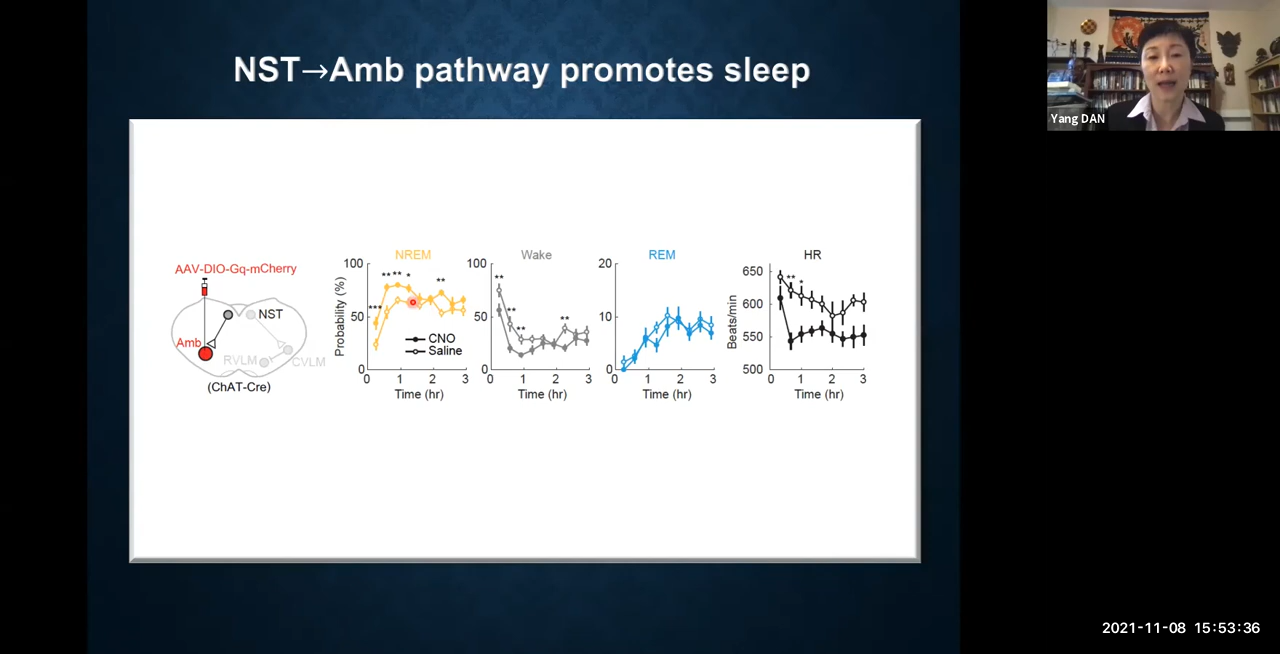 NST→Amb pathway promotes sleep
Yang DAN
AAV-DIO-Gq-mCherry
NST
Amb
RVLM
CVLM
(ChAT-Cre)
NREM
Probability (%)
100
50
0
*** ** ** * **
CNO
Saline
0 1 2 3
Time (hr)
Wake
100
50
0
** ** ** **
0 1 2 3
Time (hr)
REM
20
10
0
0 1 2 3
Time (hr)
HR
Beats/min
650
600
550
500
** *
0 1 2 3
Time (hr)
2021-11-08 15:53:36